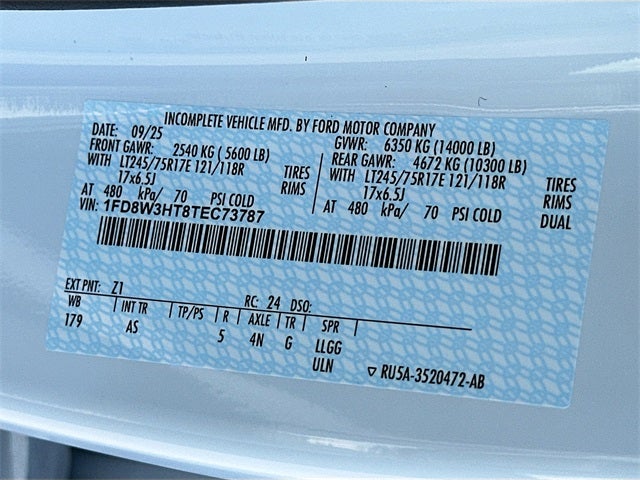 INCOMPLETE VEHICLE MFD. BY FORD MOTOR COMPANY
DATE: 09/25 GVWR: 6350 KG (14000 LB)
FRONT GAWR: 2540 KG ( 5600 LB) REAR GAWR: 4672 KG (10300 LB)
WITH LT245/75R17E 121/118R TIRES WITH LT245/75R17E 121/118R TIRES
17x6.5J RIMS 17x6.5J RIMS
AT 480 kPa/ 70 PSI COLD AT 480 kPa/ 70 PSI COLD DUAL
VIN: 1FD8W3HT8TEC73787
EXT PNT: Z1 RC: 24 DSO:
WB INT TR TP/PS R AXLE TR SPR
179 AS 5 4N G LLGG
ULN
RU5A-3520472-AB